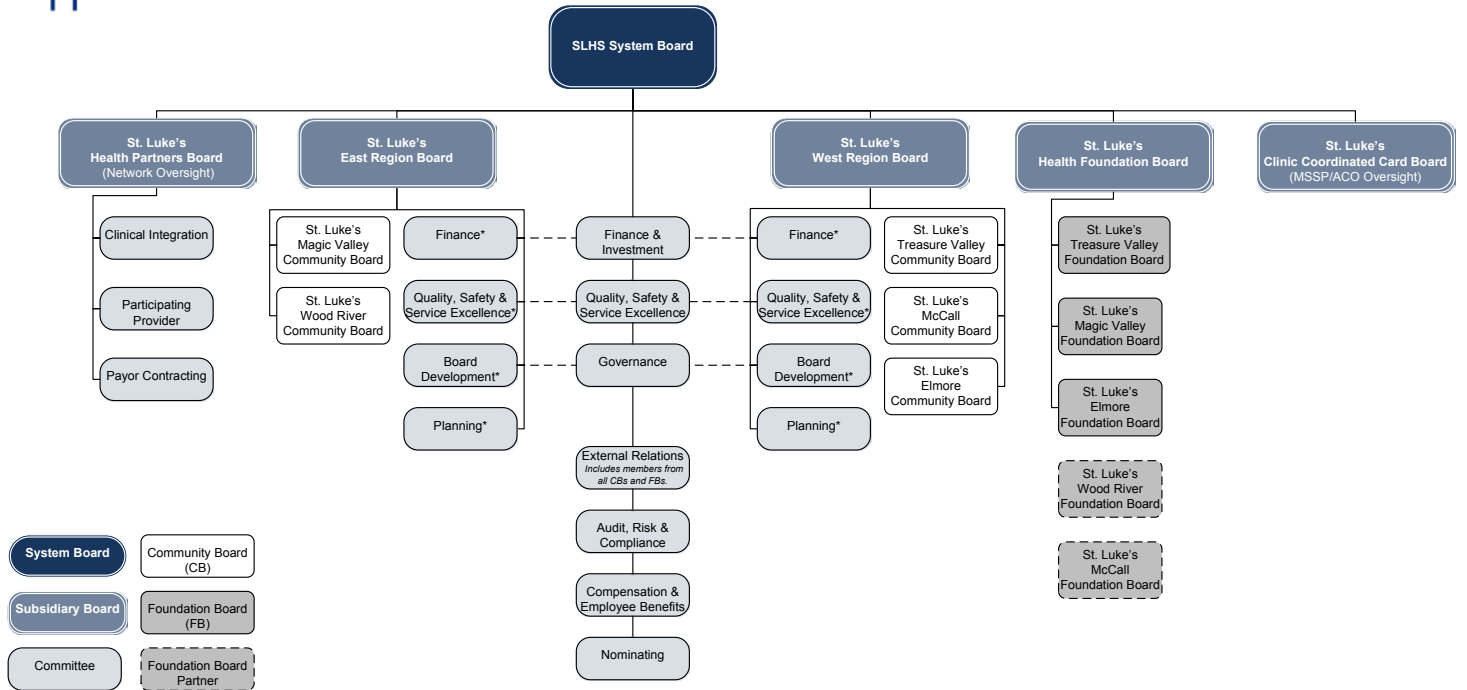 SLHS System Board
St. Luke's
Health Partners Board
(Network Oversight)
St. Luke's
East Region Board
St. Luke's
West Region Board
St. Luke's
Health Foundation Board
St. Luke's
Clinic Coordinated Card Board
(MSSP/ACO Oversight)
Clinical Integration
Participating
Provider
Payor Contracting
St. Luke's
Magic Valley
Community Board
St. Luke's
Wood River
Community Board
Finance*
Quality, Safety &
Service Excellence*
Board
Development*
Planning*
Finance &
Investment
Quality, Safety &
Service Excellence
Governance
External Relations
Includes members from
all CBs and FBs.
Audit, Risk &
Compliance
Compensation &
Employee Benefits
Nominating
Finance*
Quality, Safety &
Service Excellence*
Board
Development*
Planning*
St. Luke's
Treasure Valley
Community Board
St. Luke's
McCall
Community Board
St. Luke's
Elmore
Community Board
St. Luke's
Treasure Valley
Foundation Board
St. Luke's
Magic Valley
Foundation Board
St. Luke's
Elmore
Foundation Board
St. Luke's
Wood River
Foundation Board
St. Luke's
McCall
Foundation Board
System Board
Community Board
(CB)
Subsidiary Board
Foundation Board
(FB)
Committee
Foundation Board
Partner